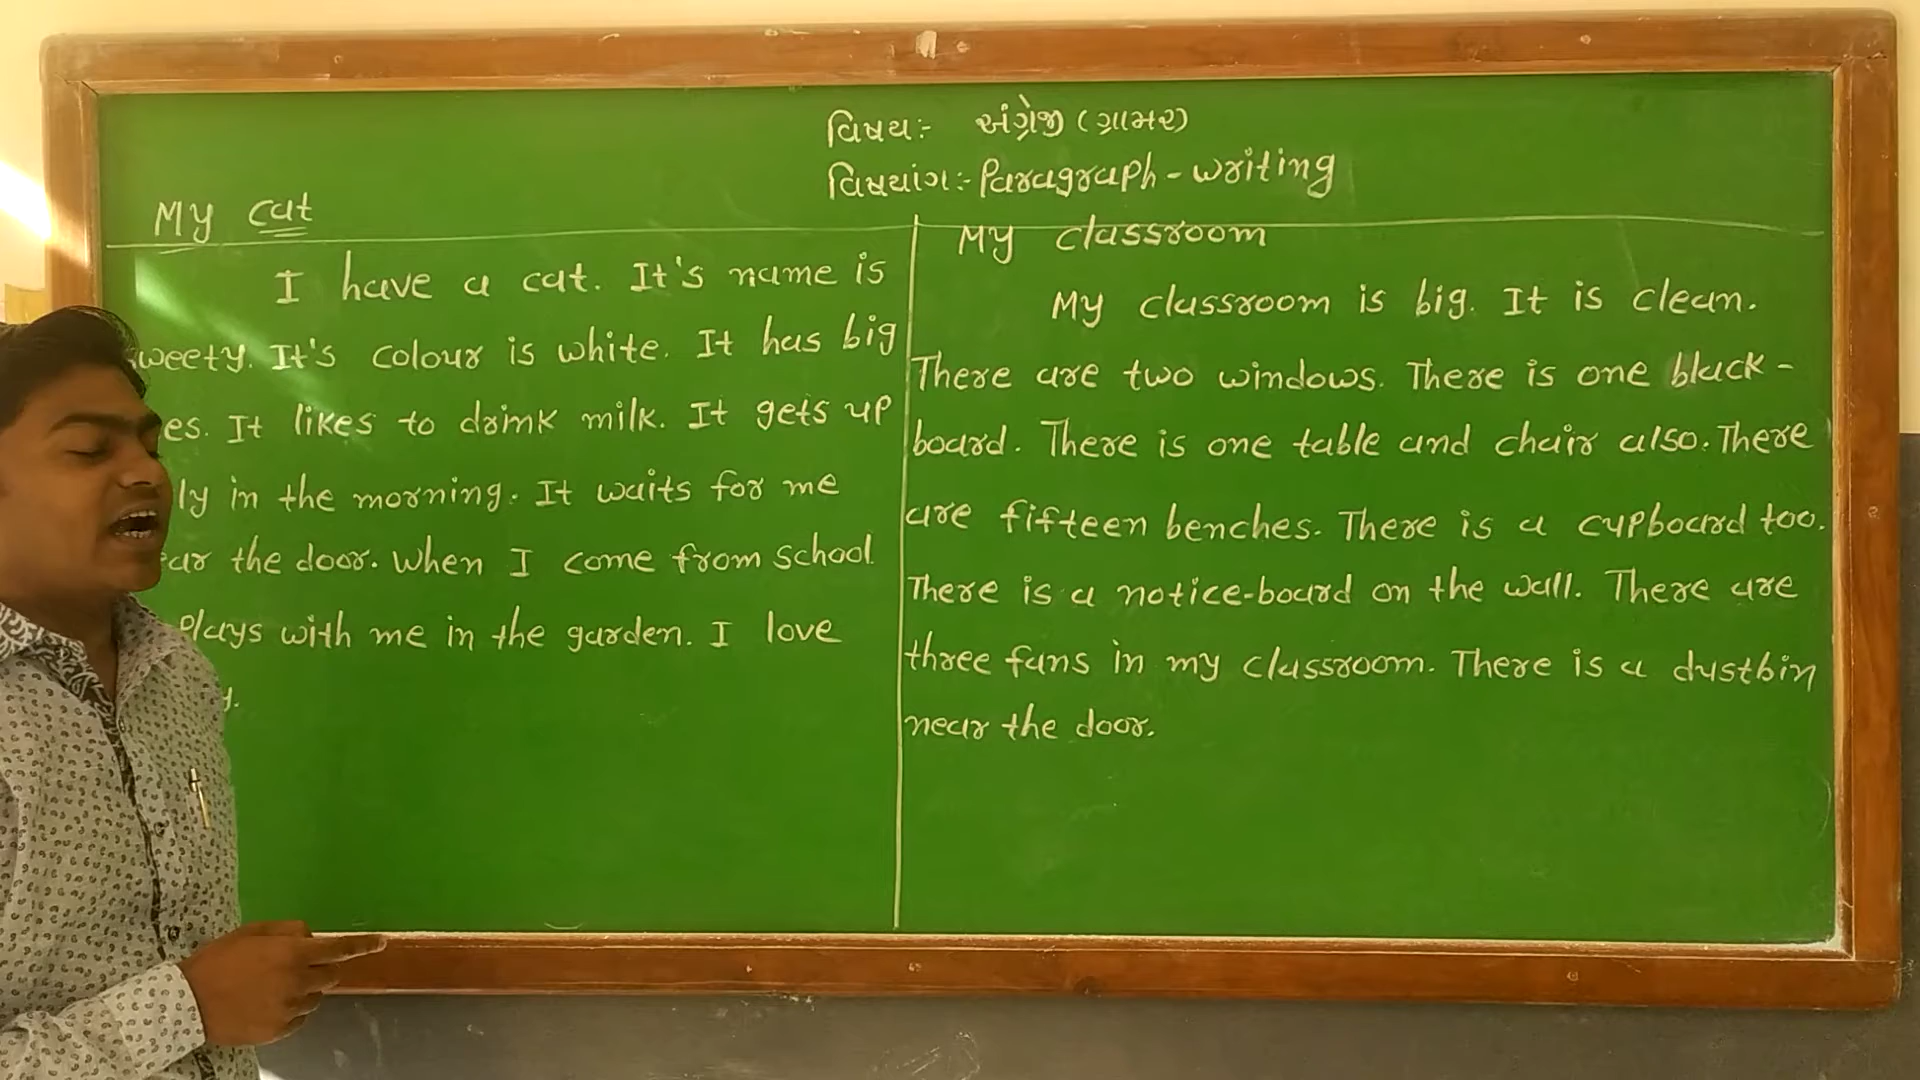 વિષય:- અંગ્રેજી (ગ્રામર)
વિષયાંગ:- Paragraph-writing
My cat
I have a cat. It's name is
weety. It's colour is white. It has big
es. It likes to drink milk. It gets up
ly in the morning. It waits for me
ar the door. When I come from school
plays with me in the garden. I love
y.
My classroom
My classroom is big. It is clean.
There are two windows. There is one black-
board. There is one table and chair also. There
are fifteen benches. There is a cupboard too.
There is a notice-board on the wall. There are
three fans in my classroom. There is a dustbin
near the door.